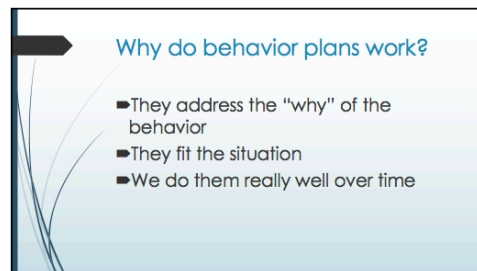 Why do behavior plans work?
They address the “why” of the
behavior
They fit the situation
We do them really well over time